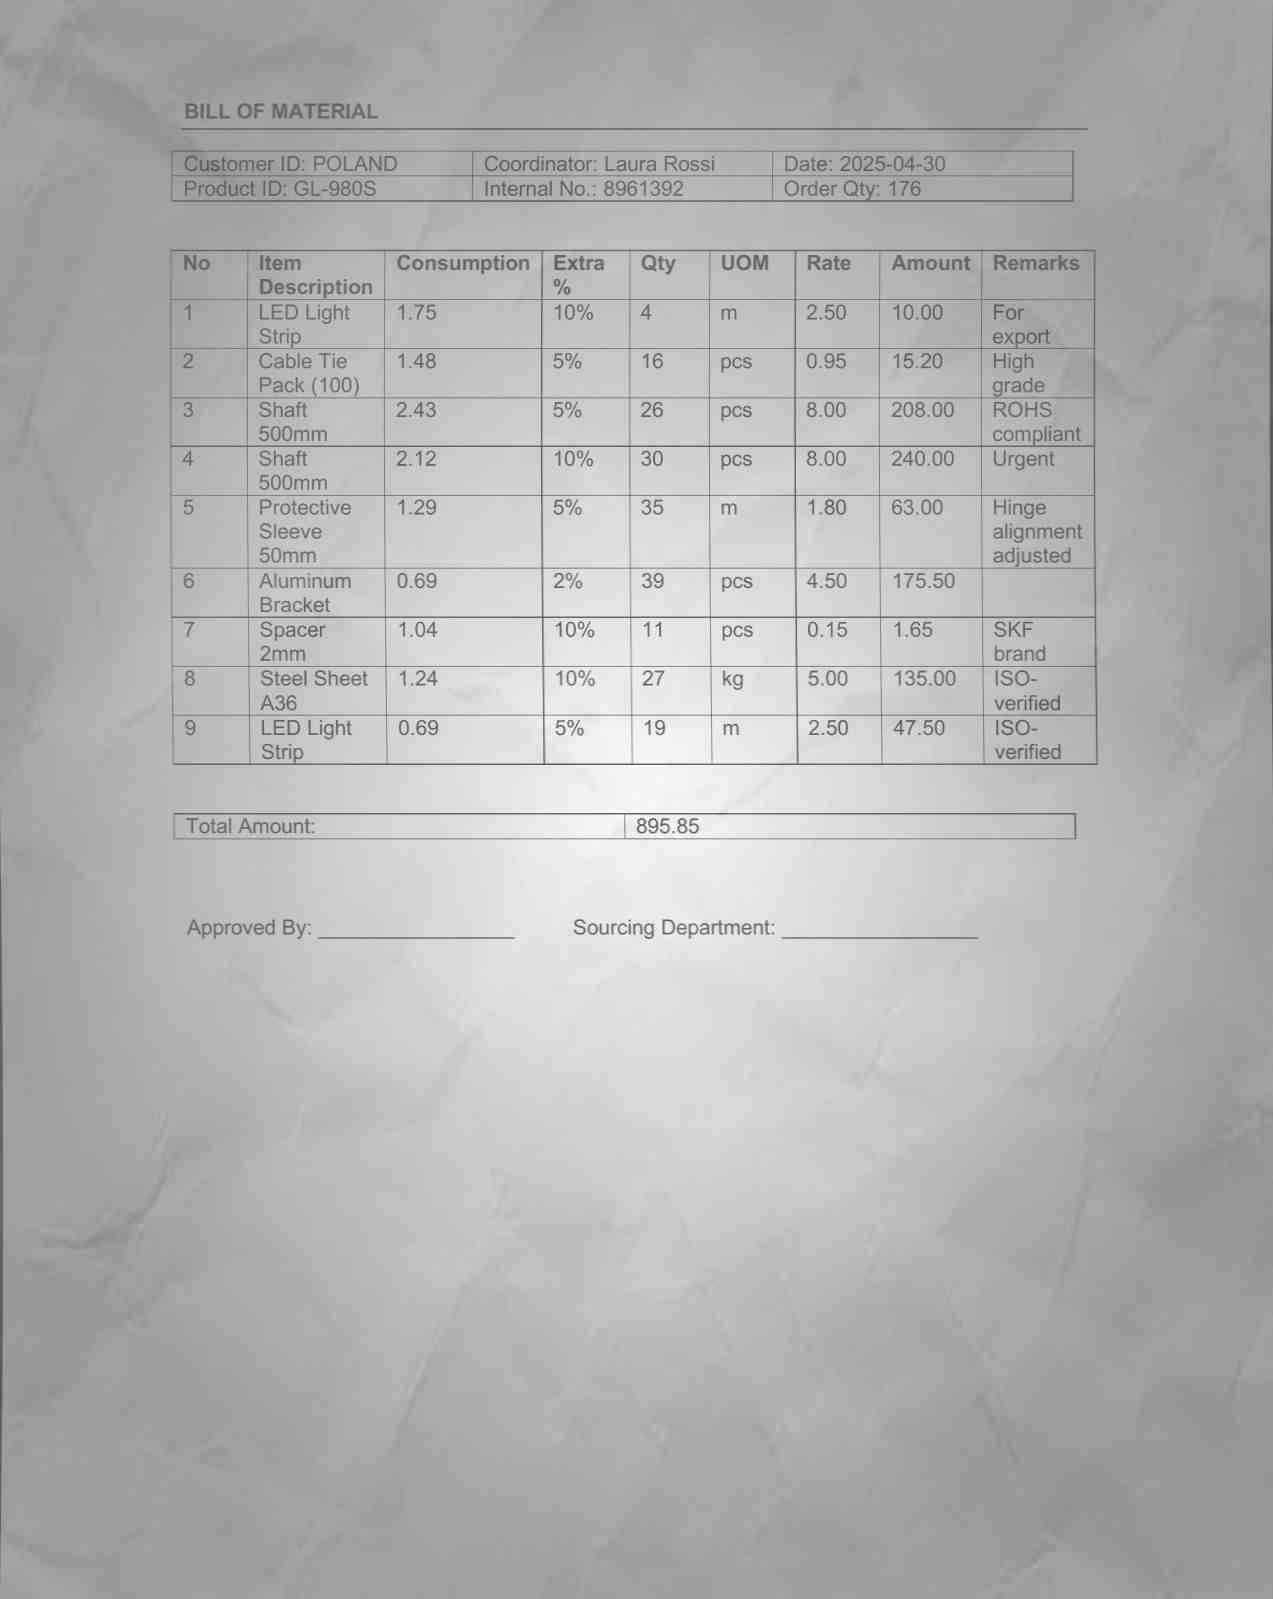 BILL OF MATERIAL
Customer ID: POLAND Coordinator: Laura Rossi Date: 2025-04-30
Product ID: GL-980S Internal No.: 8961392 Order Qty: 176
No Item Consumption Extra Qty UOM Rate Amount Remarks
Description %
1 LED Light 1.75 10% 4 m 2.50 10.00 For
Strip export
2 Cable Tie 1.48 5% 16 pcs 0.95 15.20 High
Pack (100) grade
3 Shaft 2.43 5% 26 pcs 8.00 208.00 ROHS
500mm compliant
4 Shaft 2.12 10% 30 pcs 8.00 240.00 Urgent
500mm
5 Protective 1.29 5% 35 m 1.80 63.00 Hinge
Sleeve alignment
50mm adjusted
6 Aluminum 0.69 2% 39 pcs 4.50 175.50
Bracket
7 Spacer 1.04 10% 11 pcs 0.15 1.65 SKF
2mm brand
8 Steel Sheet 1.24 10% 27 kg 5.00 135.00 ISO-
A36 verified
9 LED Light 0.69 5% 19 m 2.50 47.50 ISO-
Strip verified
Total Amount: 895.85
Approved By: __________________ Sourcing Department: __________________